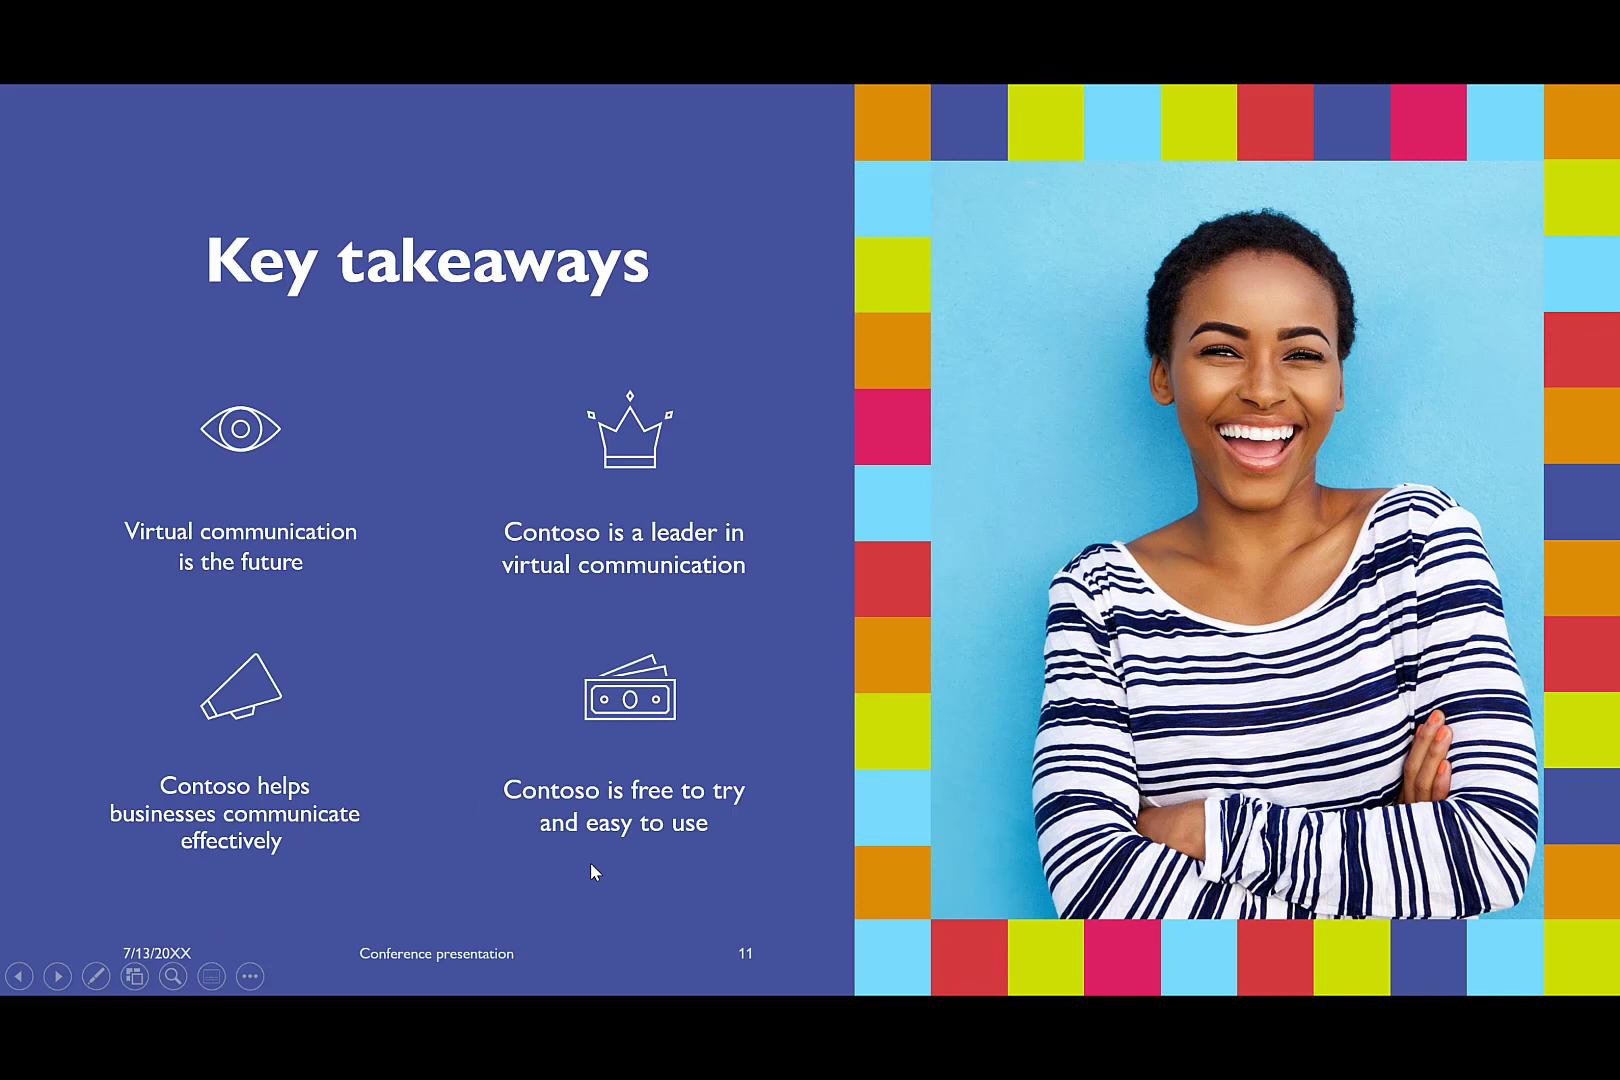 Key takeaways
Virtual communication
is the future
Contoso is a leader in
virtual communication
Contoso helps
businesses communicate
effectively
Contoso is free to try
and easy to use
7/13/20XX
Conference presentation
11